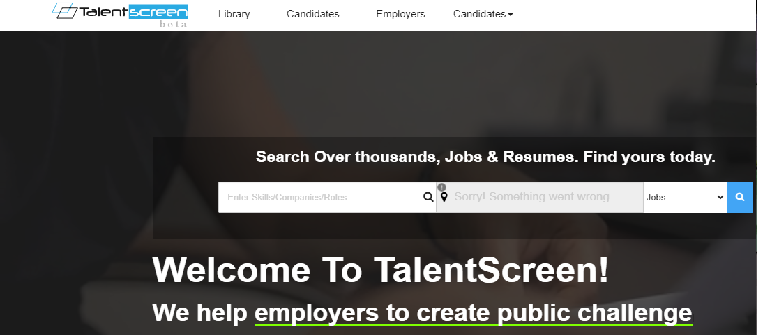 Talentscreen
beta
Library Candidates Employers Candidates
Search Over thousands, Jobs & Resumes. Find yours today.
Enter Skills/Companies/Roles Sorry! Something went wrong Jobs
Welcome To TalentScreen!
We help employers to create public challenge